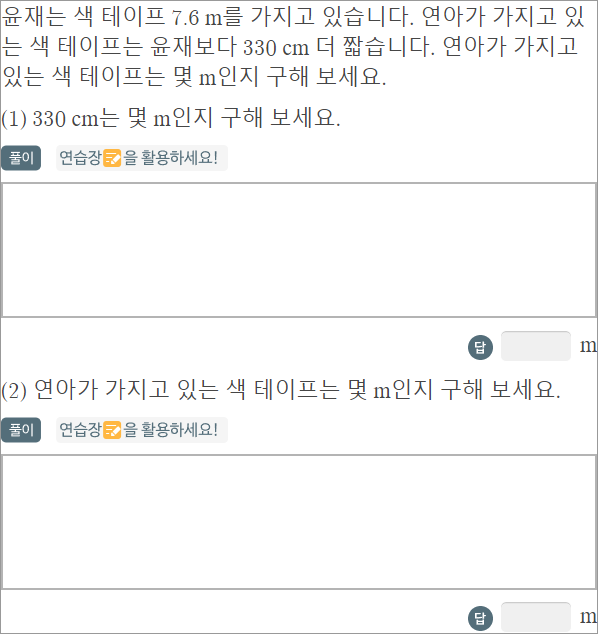 윤재는 색 테이프 7.6 m를 가지고 있습니다. 연아가 가지고 있
는 색 테이프는 윤재보다 330 cm 더 짧습니다. 연아가 가지고
있는 색 테이프는 몇 m인지 구해 보세요.
(1) 330 cm는 몇 m인지 구해 보세요.
풀이 연습장을 활용하세요!
답 m
(2) 연아가 가지고 있는 색 테이프는 몇 m인지 구해 보세요.
풀이 연습장을 활용하세요!
답 m